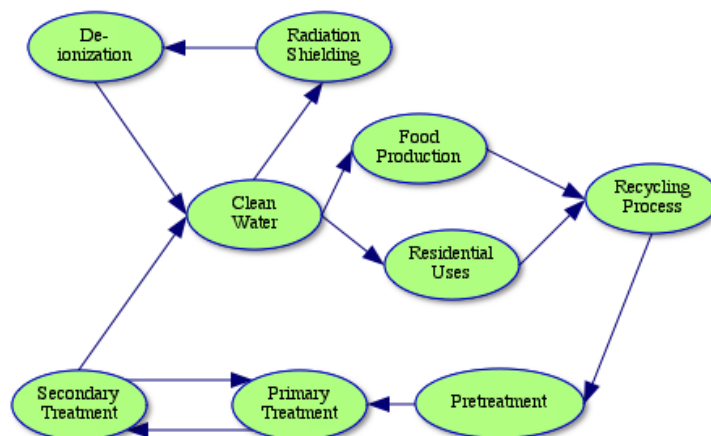 De-
ionization
Radiation
Shielding
Food
Production
Clean
Water
Recycling
Process
Residential
Uses
Secondary
Treatment
Primary
Treatment
Pretreatment